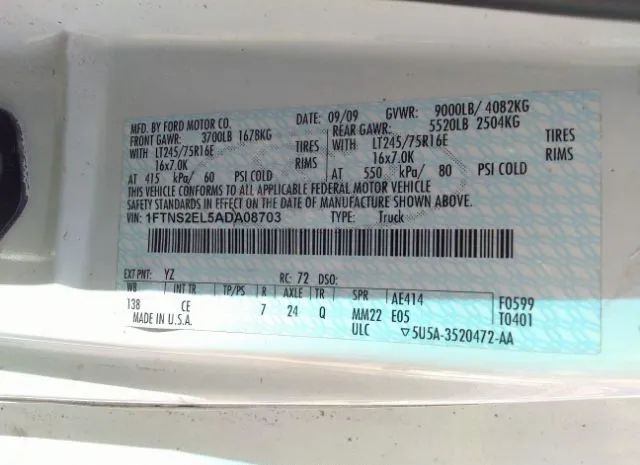 MFD. BY FORD MOTOR CO.
DATE: 09/09 GVWR: 9000LB/ 4082KG
FRONT GAWR: 3700LB 1678KG
REAR GAWR: 5520LB 2504KG
WITH LT245/75R16E TIRES
WITH LT245/75R16E TIRES
16x7.0K RIMS
16x7.0K RIMS
AT 415 kPa/ 60 PSI COLD
AT 550 kPa/ 80 PSI COLD
THIS VEHICLE CONFORMS TO ALL APPLICABLE FEDERAL MOTOR VEHICLE
SAFETY STANDARDS IN EFFECT ON THE DATE OF MANUFACTURE SHOWN ABOVE.
VIN: 1FTNS2EL5ADA08703 TYPE: Truck
EXT PNT: YZ RC: 72 DSO:
WB INT TR TP/PS R AXLE TR SPR AE414 F0599
138 CE 7 24 Q MM22 E05 T0401
MADE IN U.S.A. ULC ▽5U5A-3520472-AA